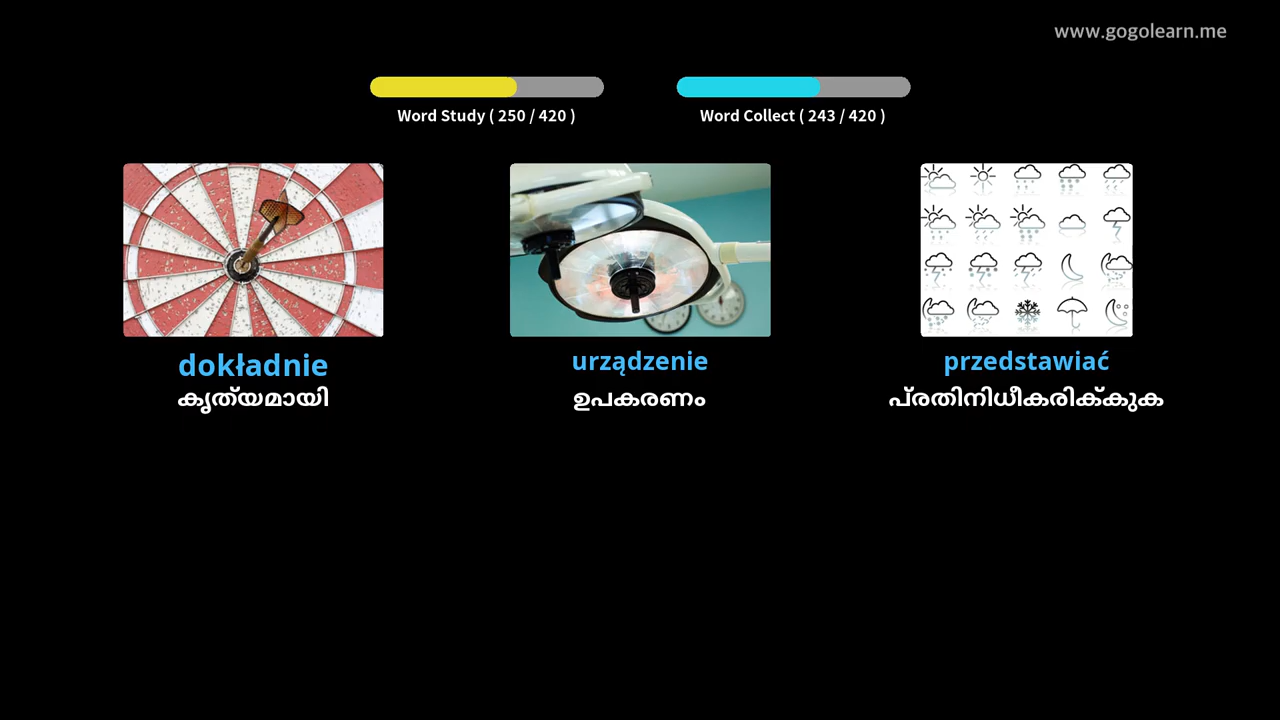 www.gogolearn.me
Word Study ( 250 / 420 )
Word Collect ( 243 / 420 )
dokładnie
കൃത്യമായി
urządzenie
ഉപകരണം
przedstawiać
പ്രതിനിധീകരിക്കുക